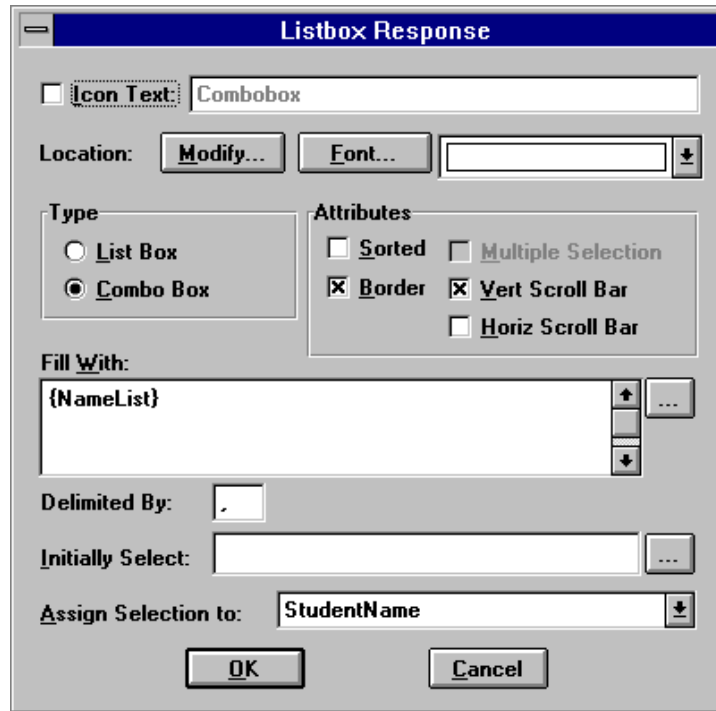 Listbox Response
Icon Text: Combobox
Location: Modify... Font...
Type Attributes
List Box Sorted Multiple Selection
Combo Box Border Vert Scroll Bar
Horiz Scroll Bar
Fill With:
{NameList} ...
Delimited By: ,
Initially Select: ...
Assign Selection to: StudentName
OK Cancel